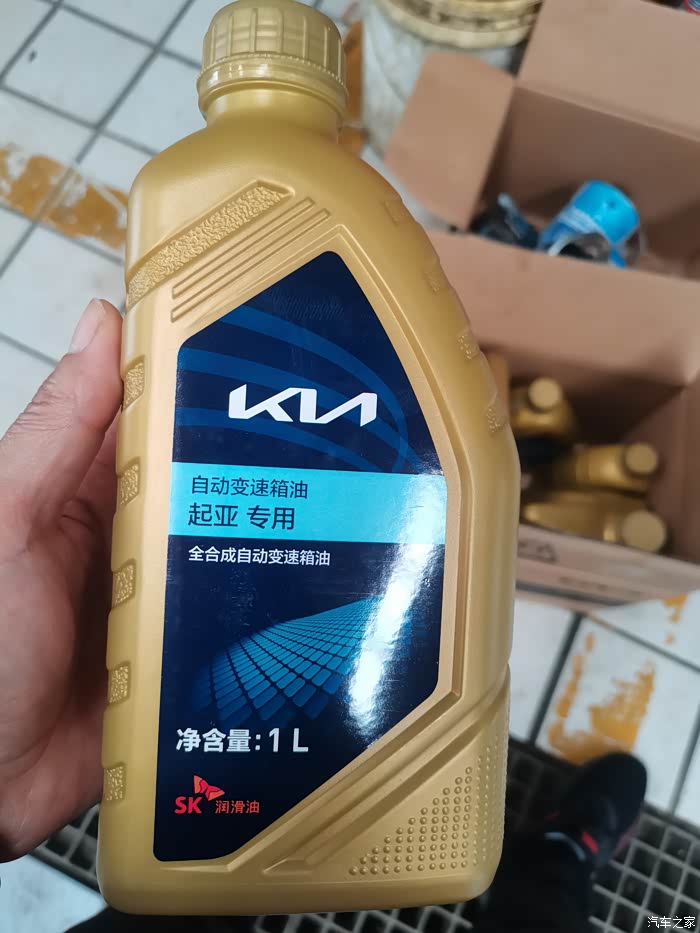 KIA
自动变速箱油
起亚 专用
全合成自动变速箱油
净含量:1L
SK 润滑油
汽车之家